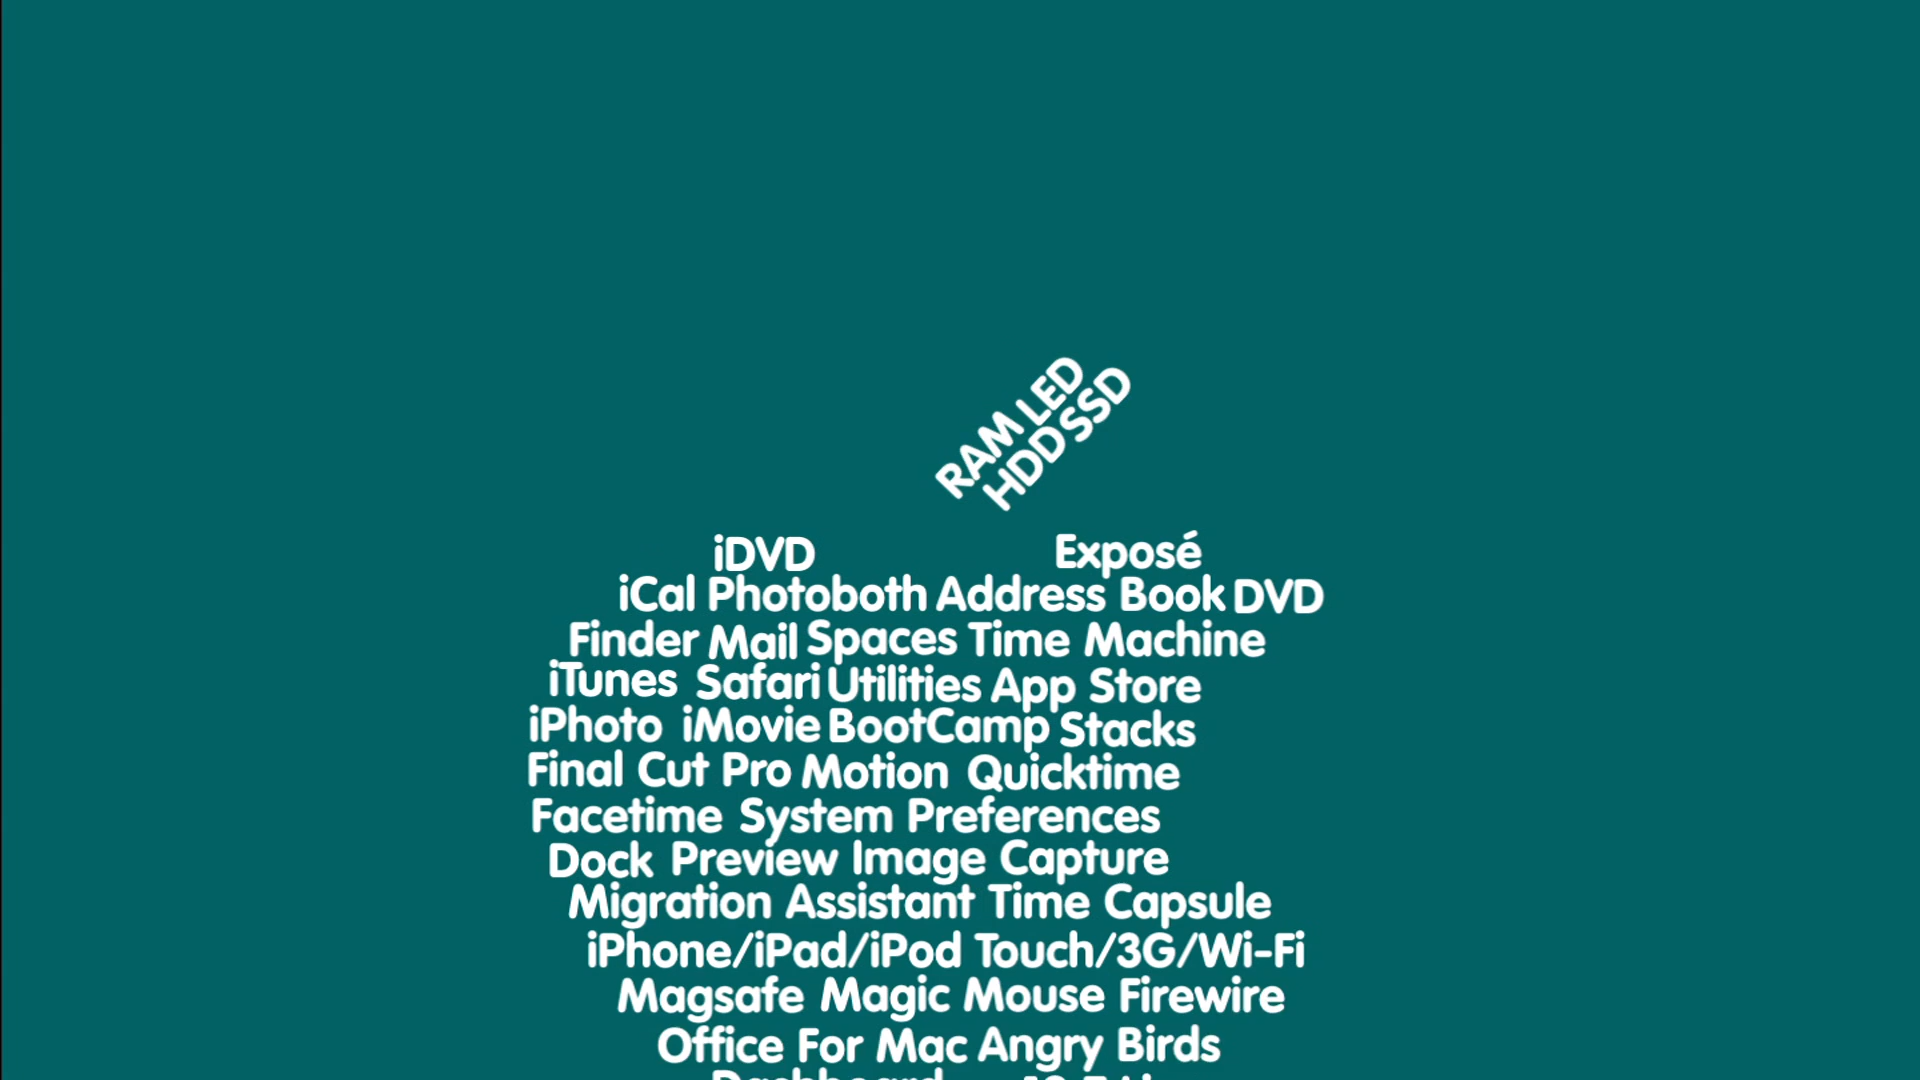 RAM LED
HDD SSD
iDVD Exposé
iCal Photoboth Address Book DVD
Finder Mail Spaces Time Machine
iTunes Safari Utilities App Store
iPhoto iMovie BootCamp Stacks
Final Cut Pro Motion Quicktime
Facetime System Preferences
Dock Preview Image Capture
Migration Assistant Time Capsule
iPhone/iPad/iPod Touch/3G/Wi-Fi
Magsafe Magic Mouse Firewire
Office For Mac Angry Birds
Dashboard